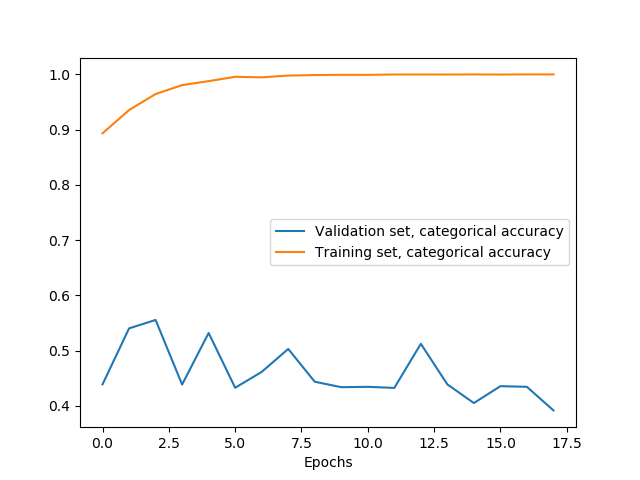 1.0
0.9
0.8
0.7
0.6
0.5
0.4
Validation set, categorical accuracy
Training set, categorical accuracy
0.0 2.5 5.0 7.5 10.0 12.5 15.0 17.5
Epochs